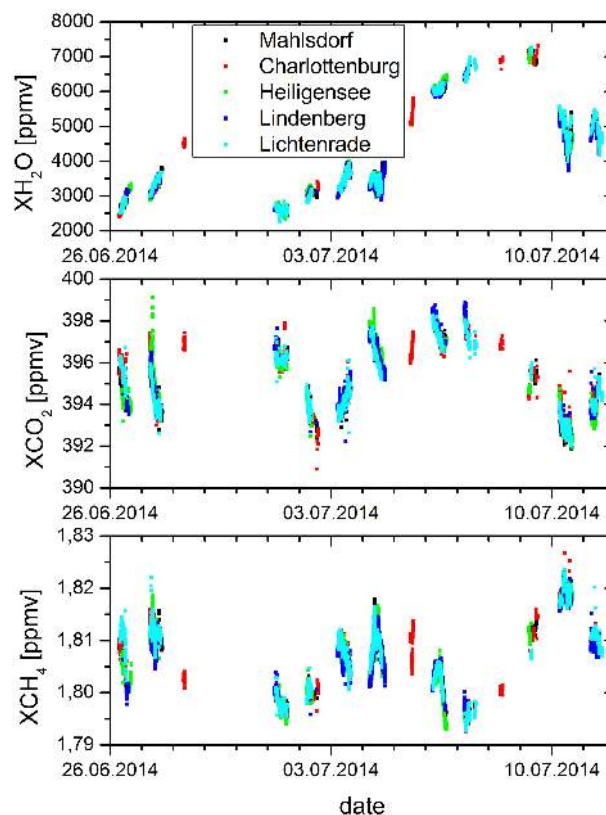 8000
7000
6000
5000
4000
3000
2000
XH₂O [ppmv]
Mahlsdorf
Charlottenburg
Heiligensee
Lindenberg
Lichtenrade
26.06.2014 03.07.2014 10.07.2014
400
398
396
394
392
390
XCO₂ [ppmv]
26.06.2014 03.07.2014 10.07.2014
1,83
1,82
1,81
1,80
1,79
XCH₄ [ppmv]
26.06.2014 03.07.2014 10.07.2014
date